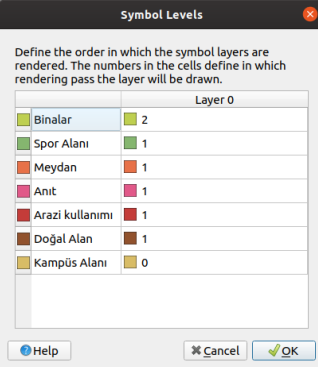 Symbol Levels
Define the order in which the symbol layers are
rendered. The numbers in the cells define in which
rendering pass the layer will be drawn.
Layer 0
Binalar 2
Spor Alanı 1
Meydan 1
Anıt 1
Arazi kullanımı 1
Doğal Alan 1
Kampüs Alanı 0
Help Cancel OK